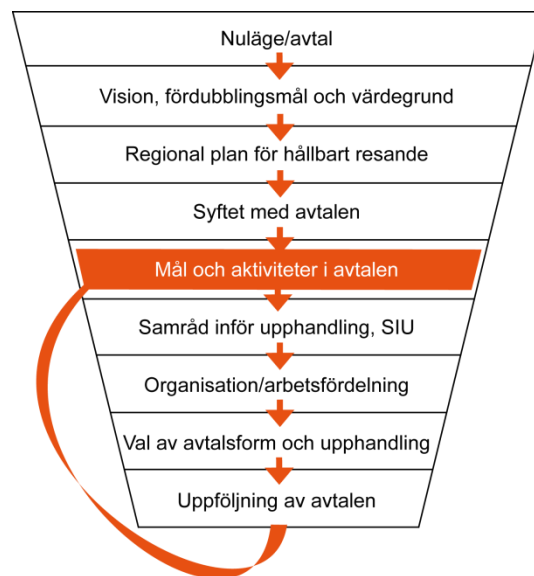 Nuläge/avtal
Vision, fördubblingsmål och värdegrund
Regional plan för hållbart resande
Syftet med avtalen
Mål och aktiviteter i avtalen
Samråd inför upphandling, SIU
Organisation/arbetsfördelning
Val av avtalsform och upphandling
Uppföljning av avtalen